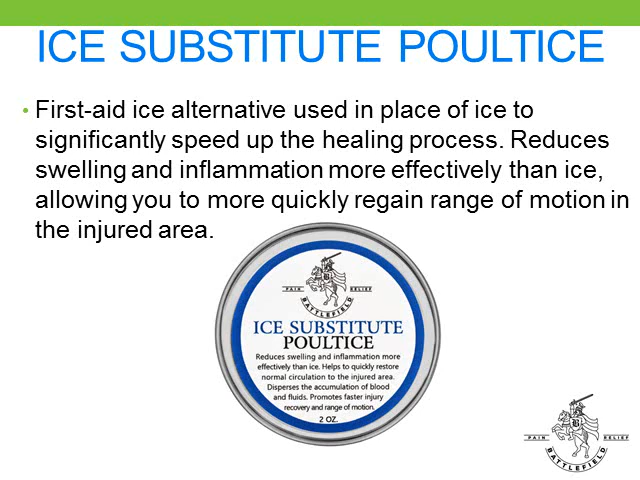 ICE SUBSTITUTE POULTICE
• First-aid ice alternative used in place of ice to
significantly speed up the healing process. Reduces
swelling and inflammation more effectively than ice,
allowing you to more quickly regain range of motion in
the injured area.
PAIN RELIEF
BATTLEFIELD
ICE SUBSTITUTE
POULTICE
Reduces swelling and inflammation more
effectively than ice. Helps to quickly restore
normal circulation to the injured area.
Disperses the accumulation of blood
and fluids. Promotes faster injury
recovery and range of motion.
2 OZ.
B
PAIN RELIEF
BATTLEFIELD